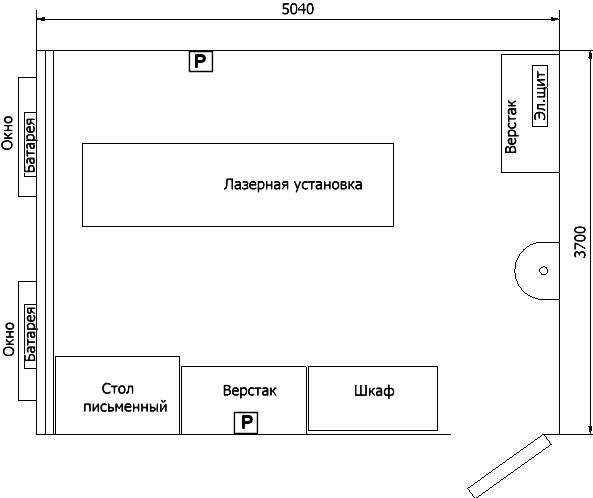 5040
P
Окно
Батарея
Верстак
Эл.щит
Лазерная установка
3700
Окно
Батарея
Стол
письменный
Верстак
P
Шкаф